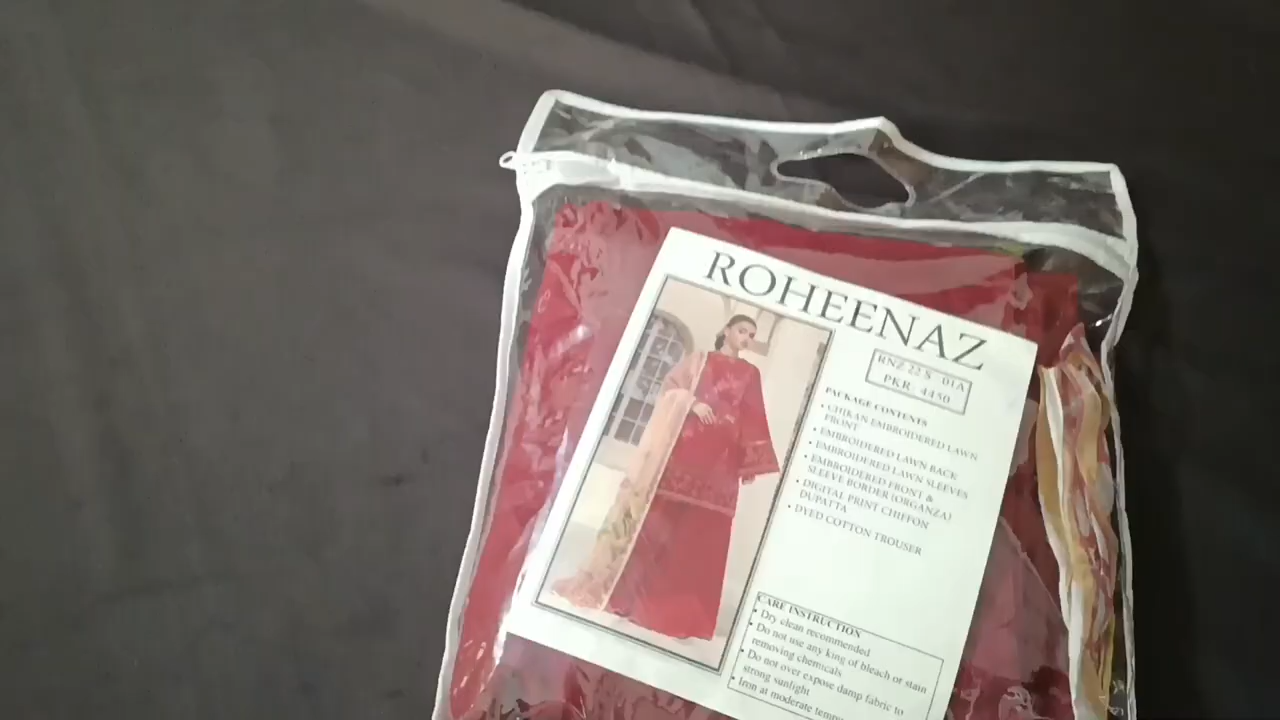 ROHEENAZ
RNZ 22 S - 01A
PKR: 4450
PACKAGE CONTENTS
• CHIKAN EMBROIDERED LAWN
FRONT
• EMBROIDERED LAWN BACK
• EMBROIDERED LAWN SLEEVES
• EMBROIDERED FRONT &
SLEEVE BORDER (ORGANZA)
• DIGITAL PRINT CHIFFON
DUPATTA
• DYED COTTON TROUSER
CARE INSTRUCTION
• Dry clean recommended
• Do not use any king of bleach or stain
removing chemicals
• Do not over expose damp fabric to
strong sunlight
• Iron at moderate